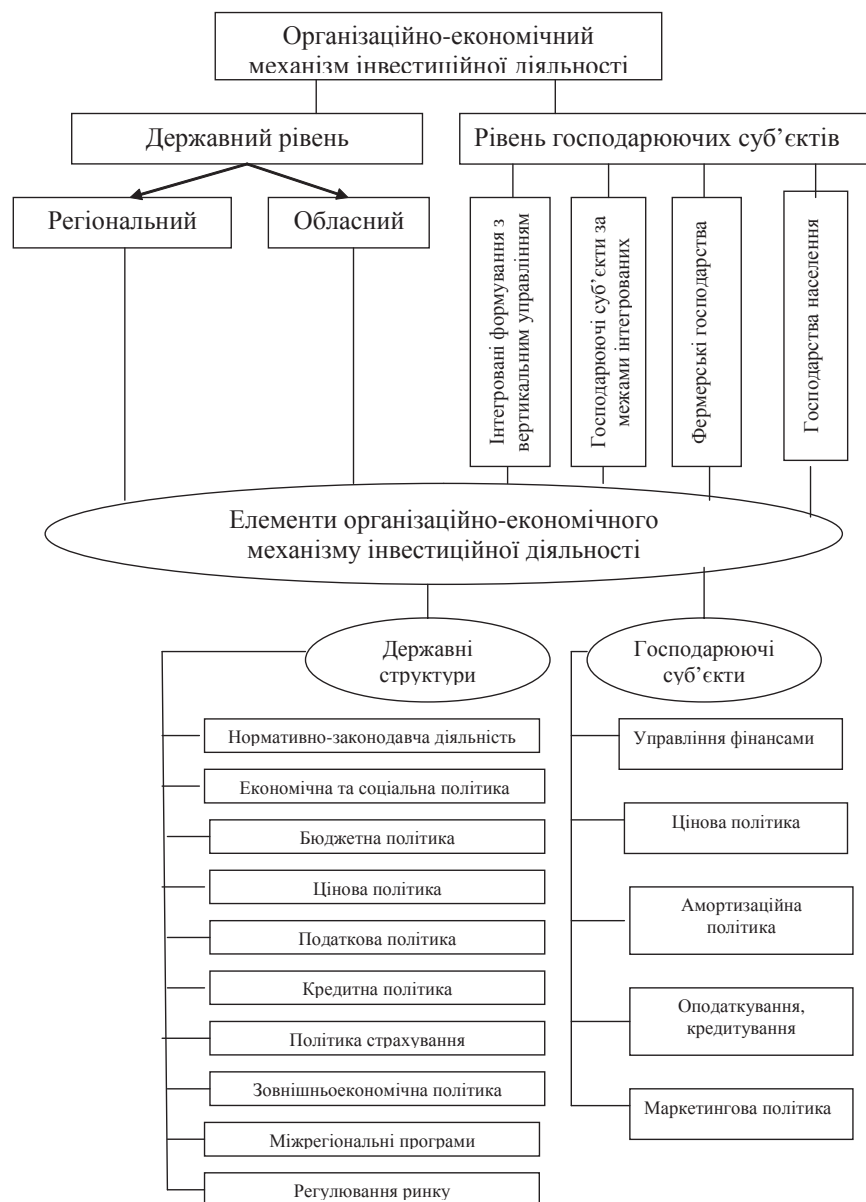 Організаційно-економічний
механізм інвестиційної діяльності
Державний рівень
Рівень господарюючих суб’єктів
Регіональний
Обласний
Інтегровані формування з
вертикальним управлінням
Господарюючі суб’єкти за
межами інтегрованих
Фермерські господарства
Господарства населення
Елементи організаційно-економічного
механізму інвестиційної діяльності
Державні
структури
Нормативно-законодавча діяльність
Економічна та соціальна політика
Бюджетна політика
Цінова політика
Податкова політика
Кредитна політика
Політика страхування
Зовнішньоекономічна політика
Міжрегіональні програми
Регулювання ринку
Господарюючі
суб’єкти
Управління фінансами
Цінова політика
Амортизаційна
політика
Оподаткування,
кредитування
Маркетингова політика